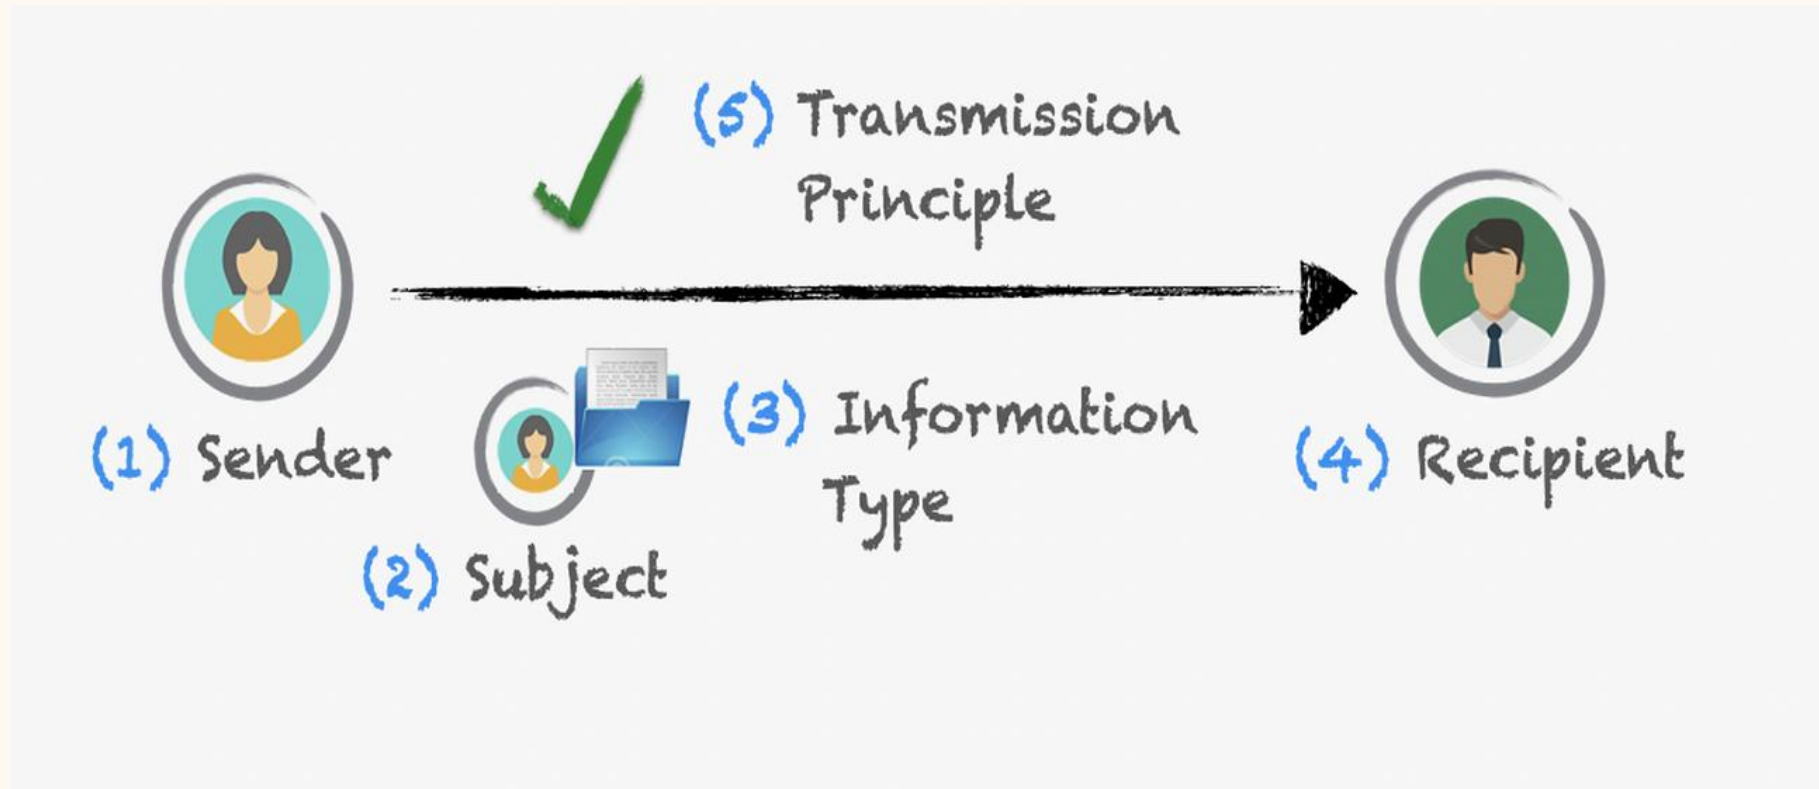 (5) Transmission
Principle
(1) Sender
(3) Information
Type
(4) Recipient
(2) Subject